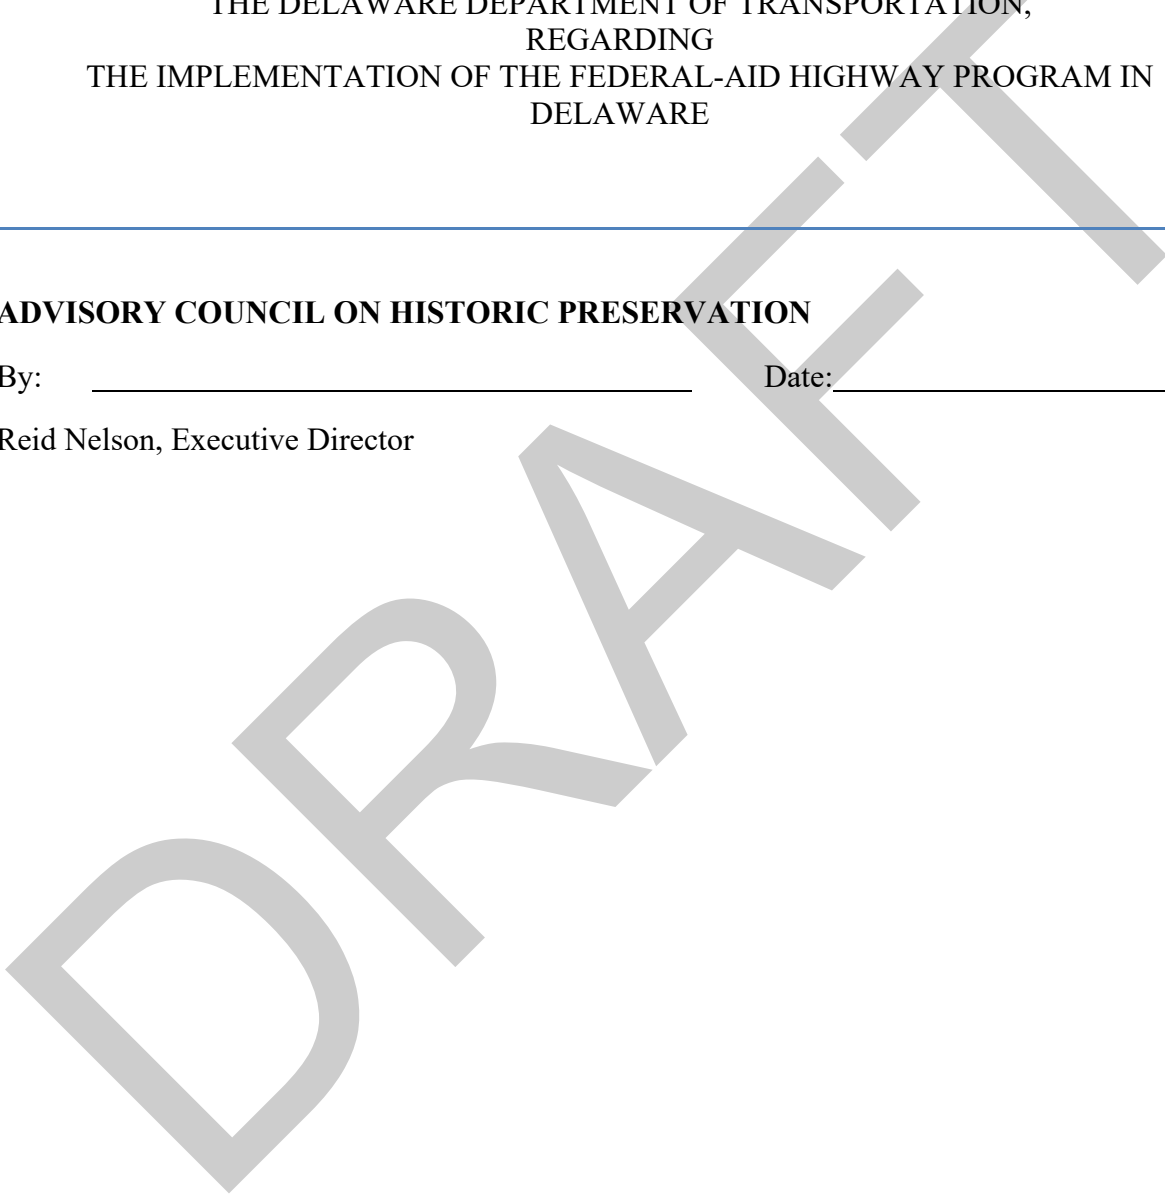 THE DELAWARE DEPARTMENT OF TRANSPORTATION,
REGARDING
THE IMPLEMENTATION OF THE FEDERAL-AID HIGHWAY PROGRAM IN
DELAWARE
ADVISORY COUNCIL ON HISTORIC PRESERVATION
By: Date:
Reid Nelson, Executive Director
DRAFT